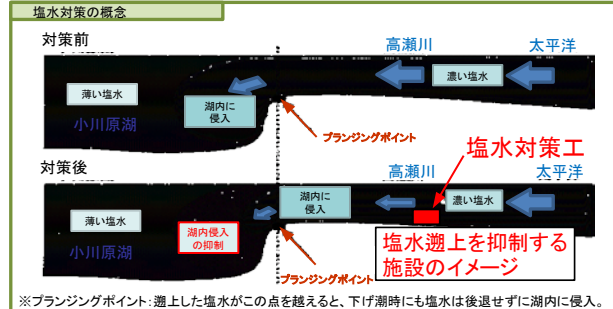 塩水対策の概念
対策前
高瀬川
太平洋
薄い塩水
濃い塩水
湖内に
侵入
小川原湖
プランジングポイント
対策後
塩水対策工
高瀬川
太平洋
薄い塩水
湖内侵入
の抑制
湖内に
侵入
濃い塩水
小川原湖
塩水遡上を抑制する
施設のイメージ
プランジングポイント
※プランジングポイント：遡上した塩水がこの点を越えると、下げ潮時にも塩水は後退せずに湖内に侵入。